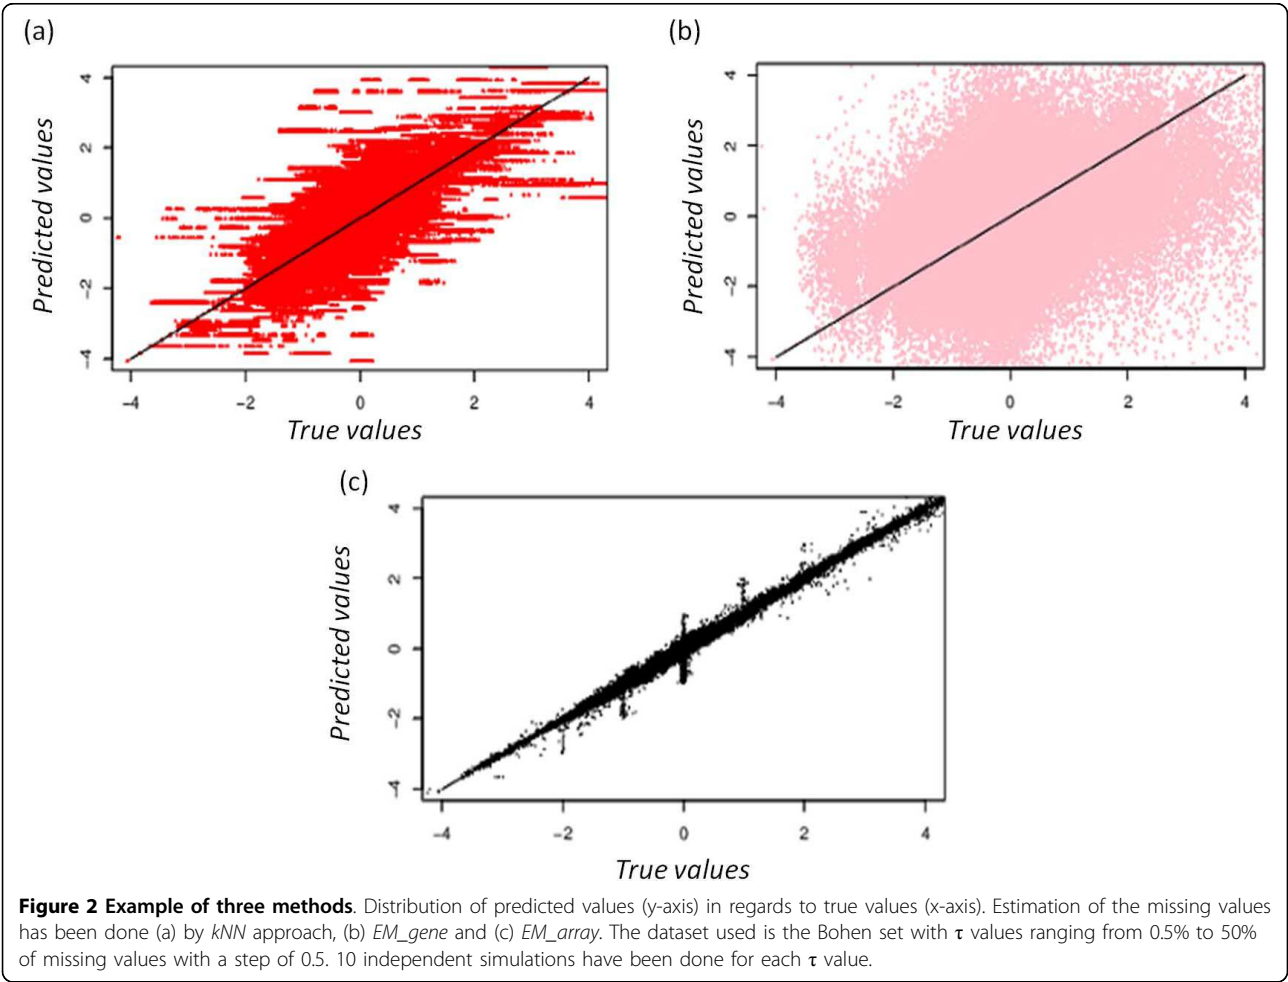 (a)
(b)
Predicted values
4
2
0
−2
−4
−4
−2
0
2
4
True values
Predicted values
4
2
0
−2
−4
−4
−2
0
2
4
True values
(c)
Predicted values
4
2
0
−2
−4
−4
−2
0
2
4
True values
Figure 2 Example of three methods. Distribution of predicted values (y-axis) in regards to true values (x-axis). Estimation of the missing values
has been done (a) by kNN approach, (b) EM_gene and (c) EM_array. The dataset used is the Bohen set with τ values ranging from 0.5% to 50%
of missing values with a step of 0.5. 10 independent simulations have been done for each τ value.